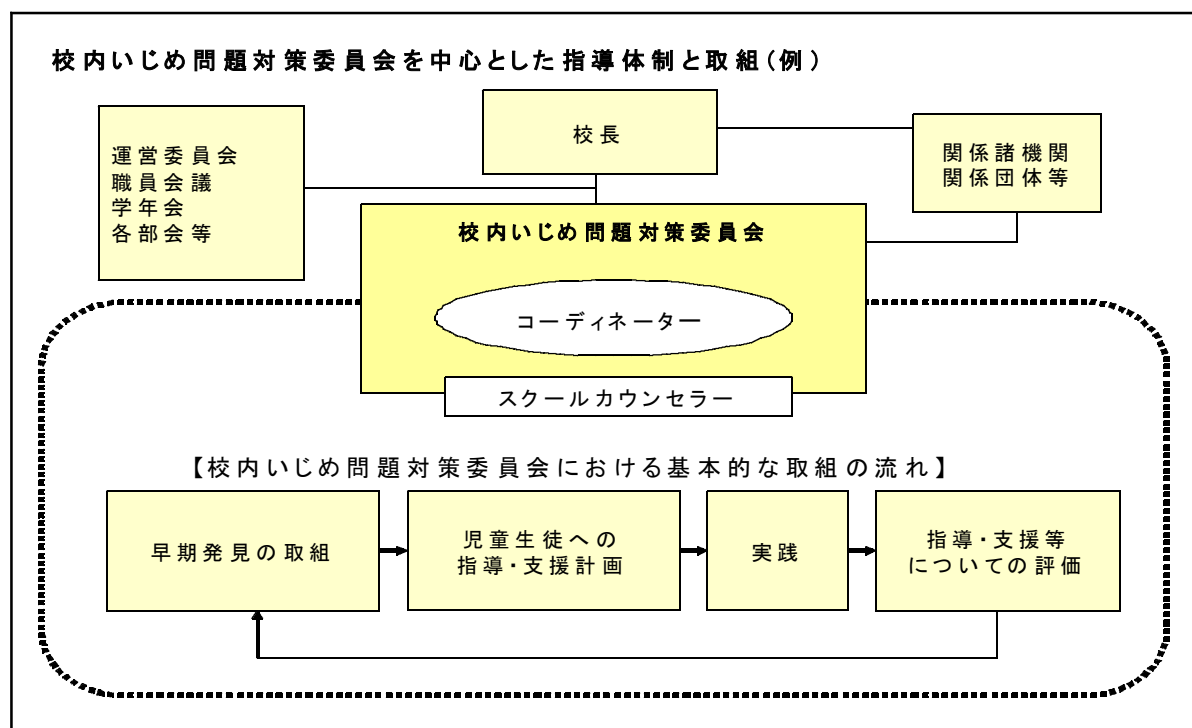 校内いじめ問題対策委員会を中心とした指導体制と取組(例)
校長
運営委員会
職員会議
学年会
各部会等
関係諸機関
関係団体等
校内いじめ問題対策委員会
コーディネーター
スクールカウンセラー
【校内いじめ問題対策委員会における基本的な取組の流れ】
早期発見の取組
児童生徒への
指導・支援計画
実践
指導・支援等
についての評価